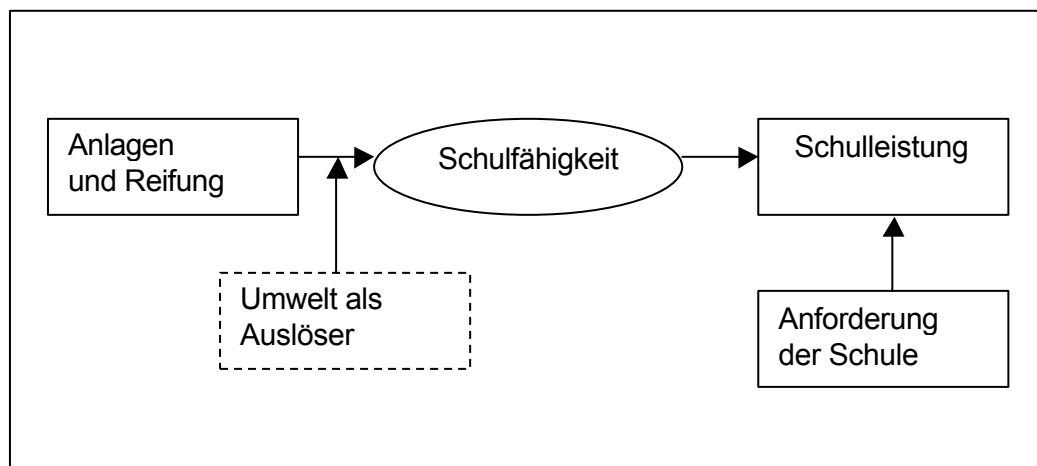 Anlagen
und Reifung
Schulfähigkeit
Schulleistung
Umwelt als
Auslöser
Anforderung
der Schule